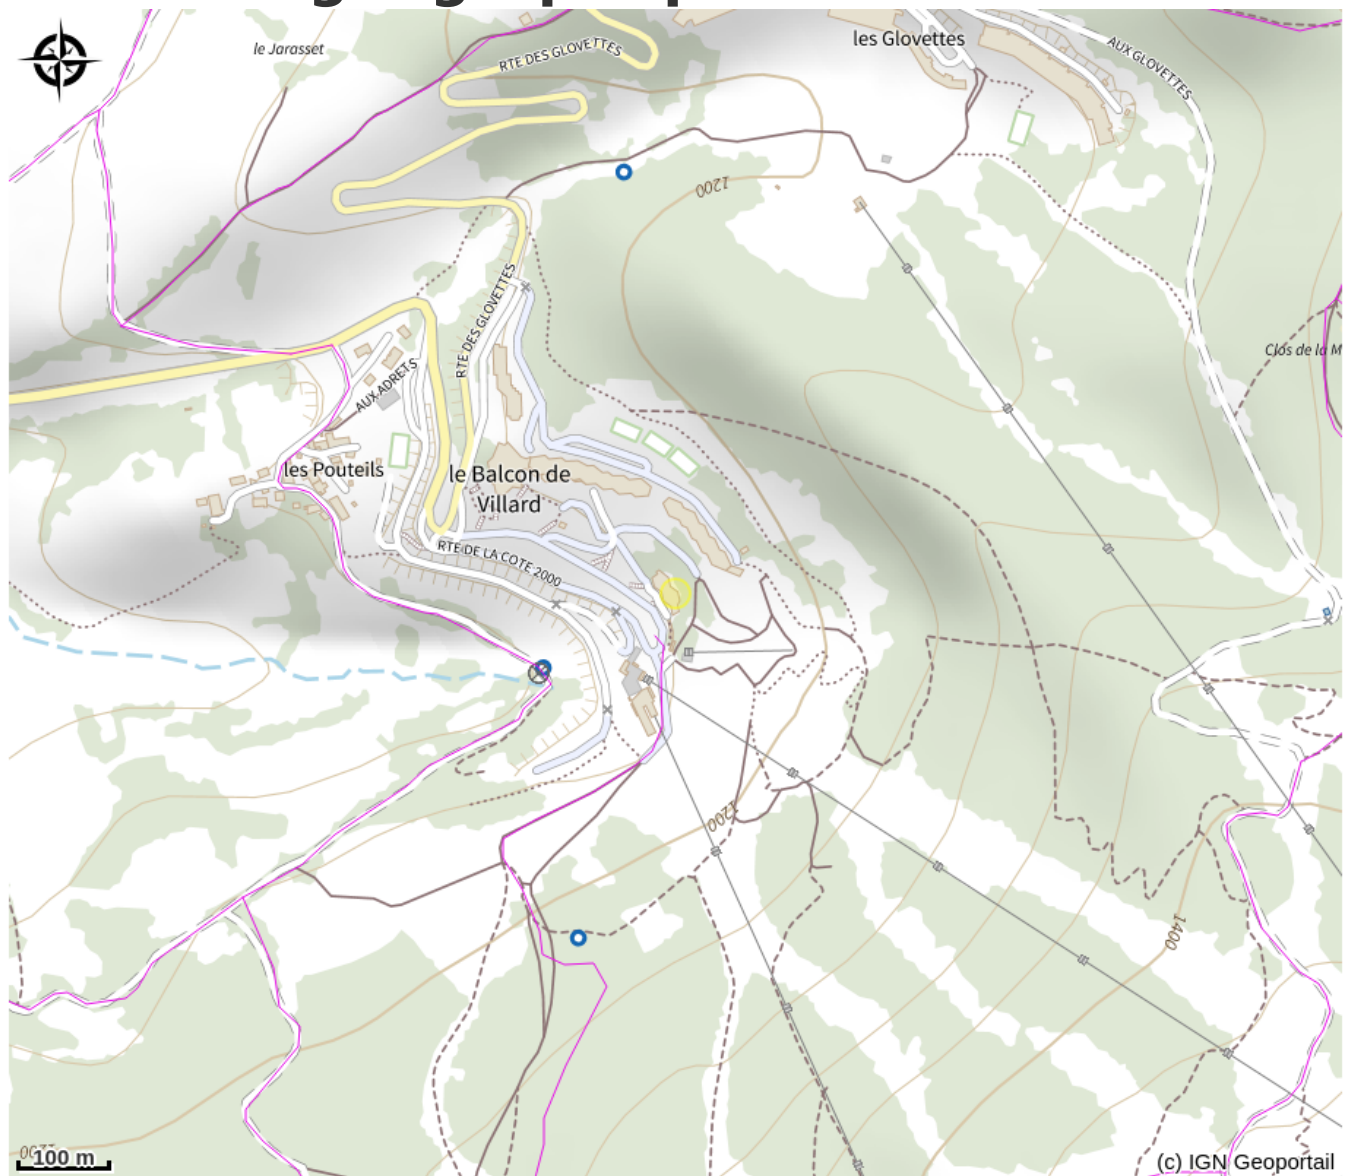 les Glovettes
le Jarasset
RTE DES GLOVETTES
AUX GLOVETTES
1200
RTE DES GLOVETTES
Clos de la M
AUX ADRETS
les Pouteils
le Balcon de
Villard
RTE DE LA COTE 2000
1200
1400
100 m
(c) IGN Geoportail